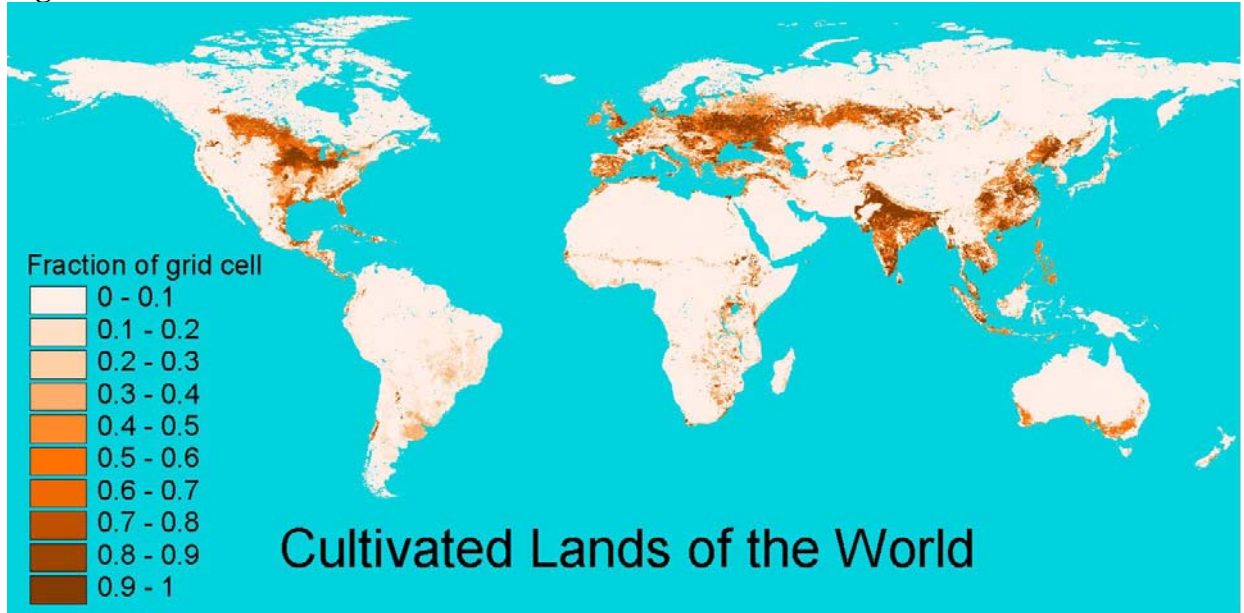 Fraction of grid cell
0 - 0.1
0.1 - 0.2
0.2 - 0.3
0.3 - 0.4
0.4 - 0.5
0.5 - 0.6
0.6 - 0.7
0.7 - 0.8
0.8 - 0.9
0.9 - 1
Cultivated Lands of the World